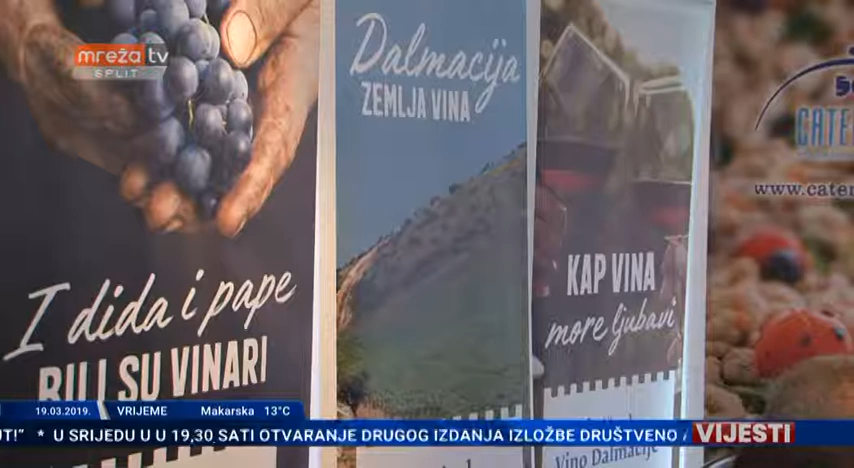 mreža tv
SPLIT
I dida i pape
BILI SU VINARI
Dalmacija
ZEMLJA VINA
KAP VINA
more ljubavi
Vino Dalmacije
www.cater
19.03.2019. VRIJEME Makarska 13°C
UT!" * U SRIJEDU U U 19,30 SATI OTVARANJE DRUGOG IZDANJA IZLOŽBE DRUŠTVENO
VIJESTI